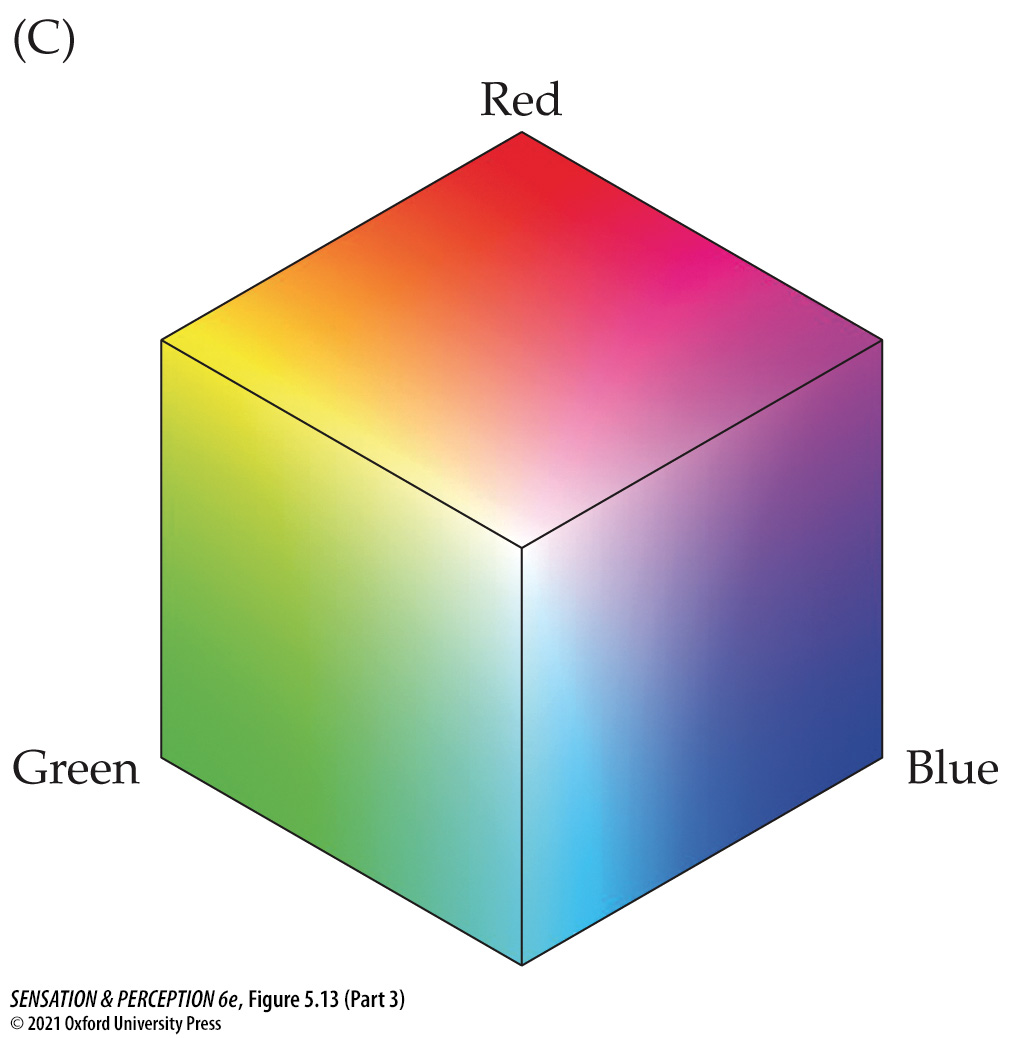 (C)
Red
Green
Blue
SENSATION & PERCEPTION 6e, Figure 5.13 (Part 3)
© 2021 Oxford University Press